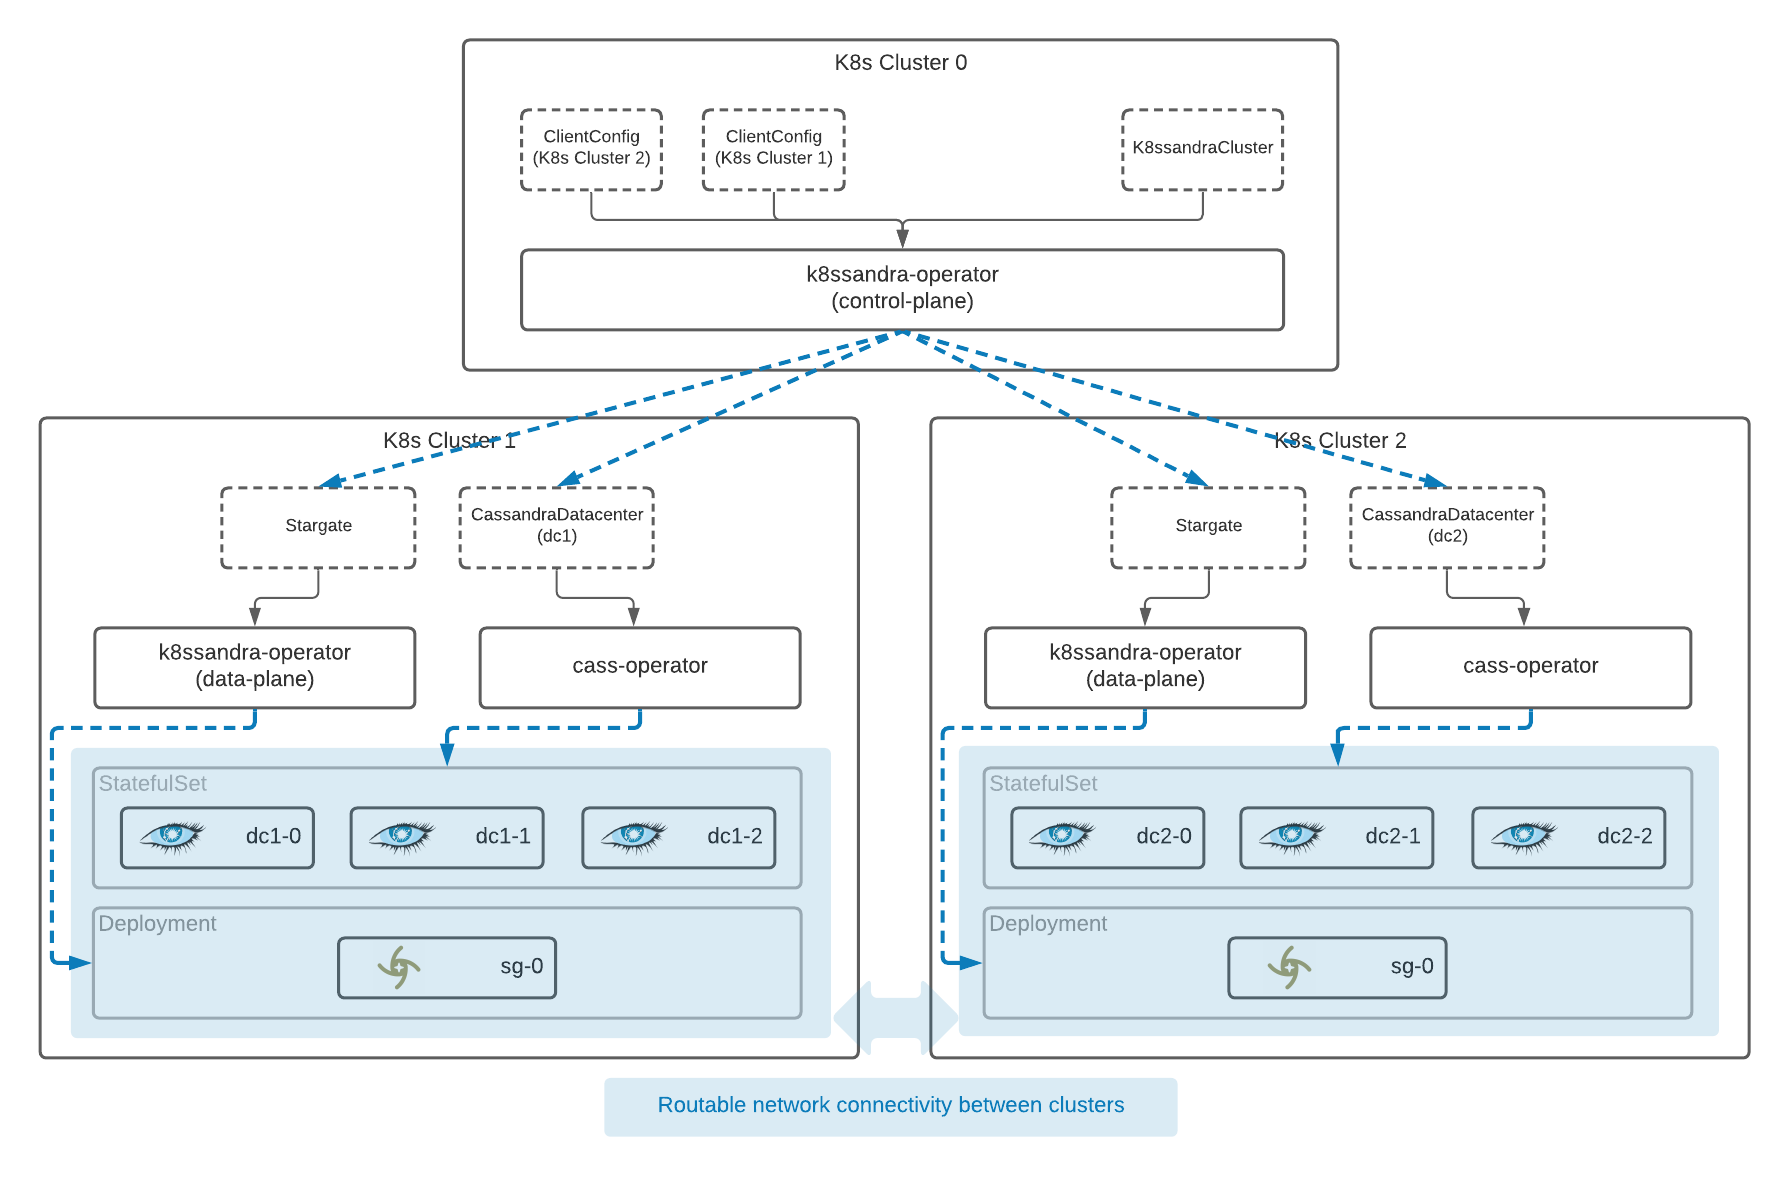 K8s Cluster 0
ClientConfig
(K8s Cluster 2)
ClientConfig
(K8s Cluster 1)
K8ssandraCluster
k8ssandra-operator
(control-plane)
K8s Cluster 1
Stargate
CassandraDatacenter
(dc1)
k8ssandra-operator
(data-plane)
cass-operator
StatefulSet
dc1-0
dc1-1
dc1-2
Deployment
sg-0
K8s Cluster 2
Stargate
CassandraDatacenter
(dc2)
k8ssandra-operator
(data-plane)
cass-operator
StatefulSet
dc2-0
dc2-1
dc2-2
Deployment
sg-0
Routable network connectivity between clusters